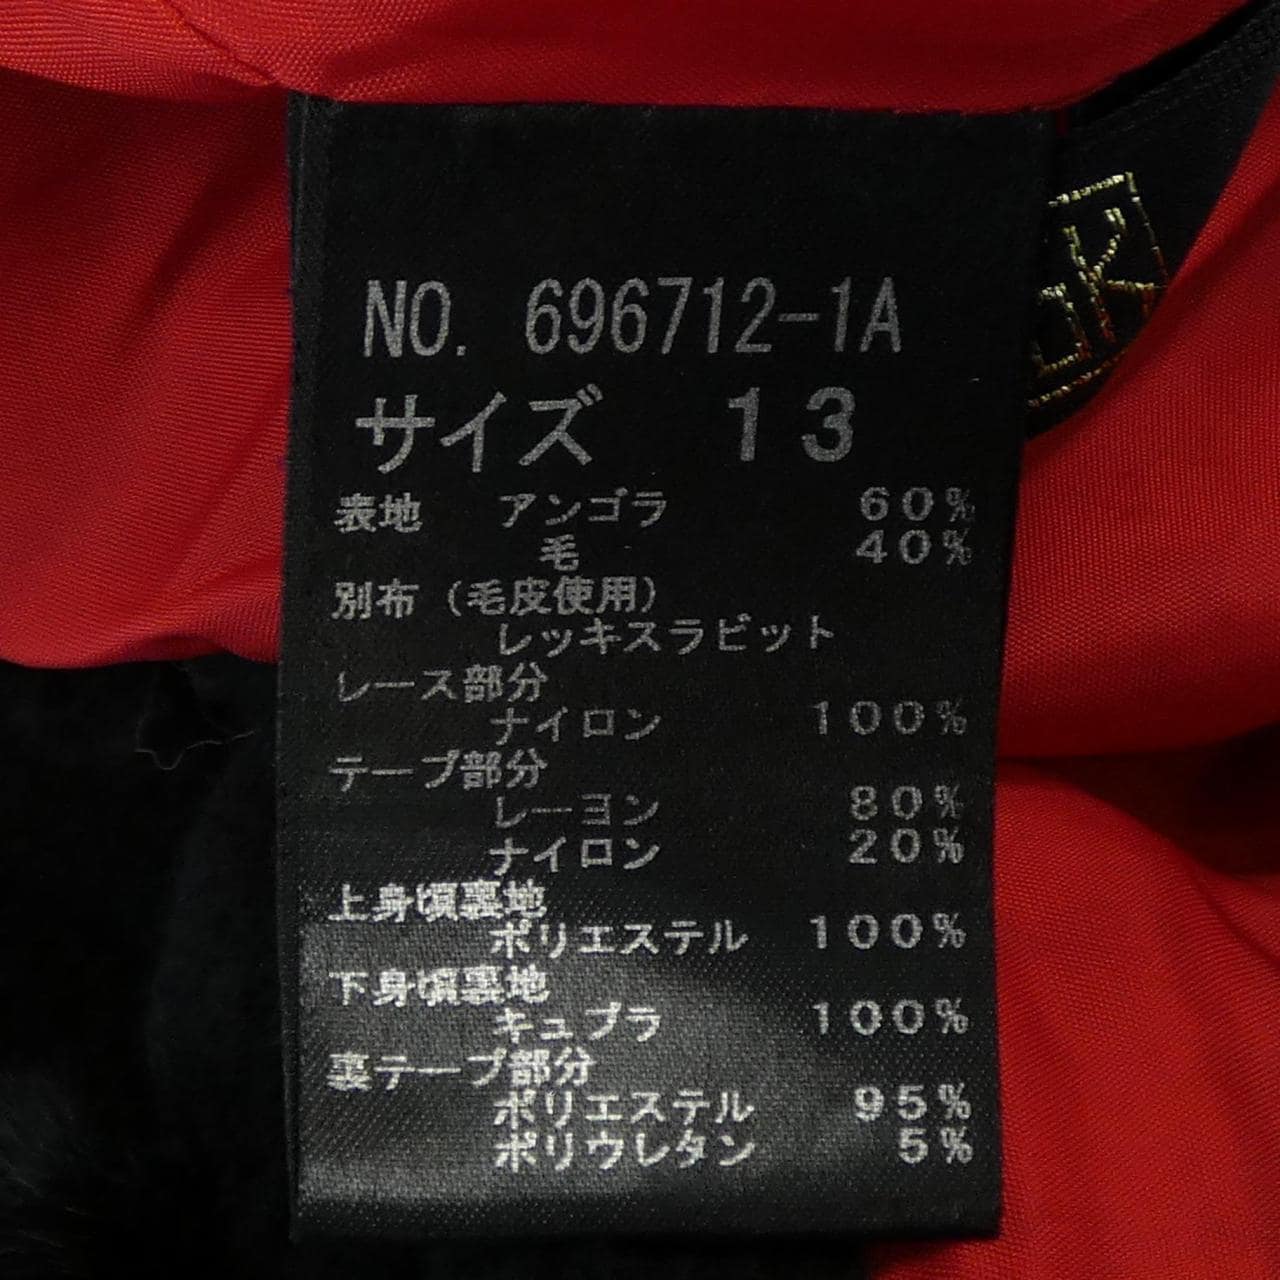 NO. 696712-1A
サイズ 13
表地 アンゴラ 60%
毛 40%
別布(毛皮使用)
レッキスラビット
レース部分
ナイロン 100%
テープ部分
レーヨン 80%
ナイロン 20%
上身頃裏地
ポリエステル 100%
下身頃裏地
キュプラ 100%
裏テープ部分
ポリエステル 95%
ポリウレタン 5%